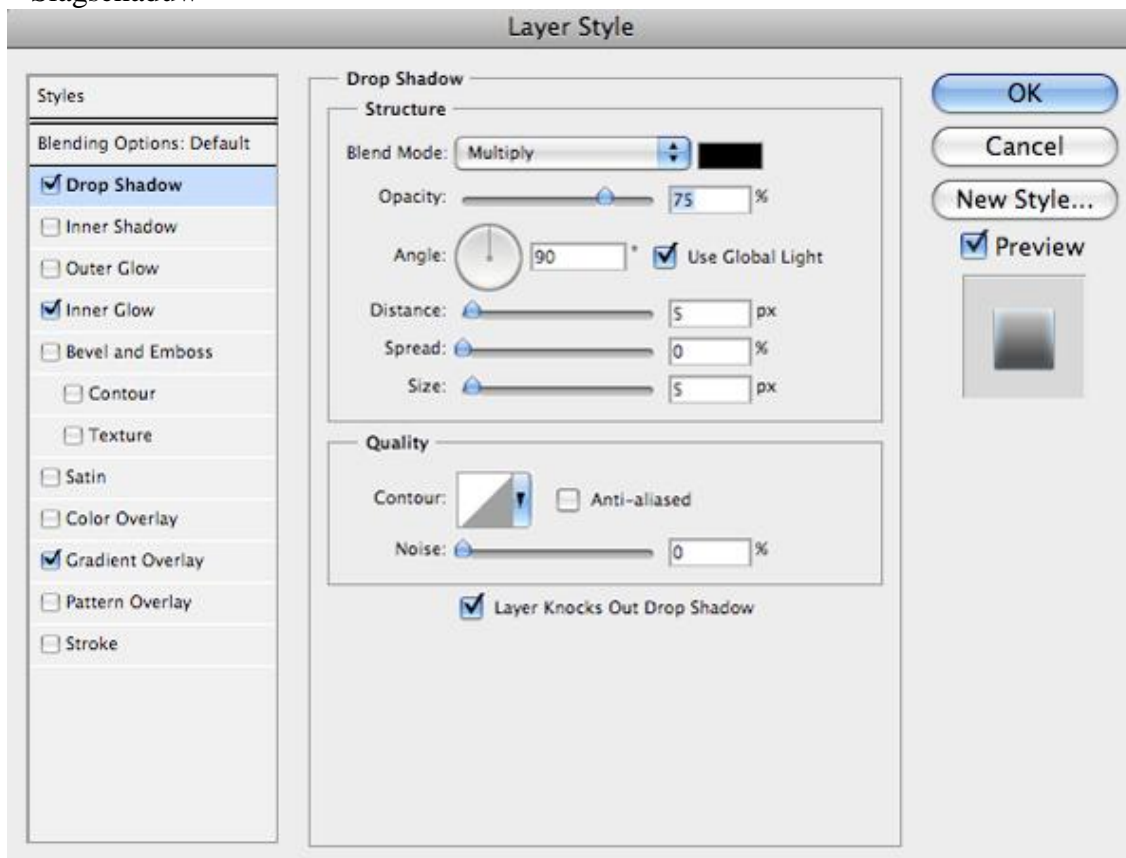 Slagschaduw
Layer Style
Styles
Blending Options: Default
Drop Shadow
Inner Shadow
Outer Glow
Inner Glow
Bevel and Emboss
Contour
Texture
Satin
Color Overlay
Gradient Overlay
Pattern Overlay
Stroke
Drop Shadow
Structure
Blend Mode: Multiply
Opacity: 75 %
Angle: 90 ° Use Global Light
Distance: 5 px
Spread: 0 %
Size: 5 px
Quality
Contour: Anti-aliased
Noise: 0 %
Layer Knocks Out Drop Shadow
OK
Cancel
New Style...
Preview